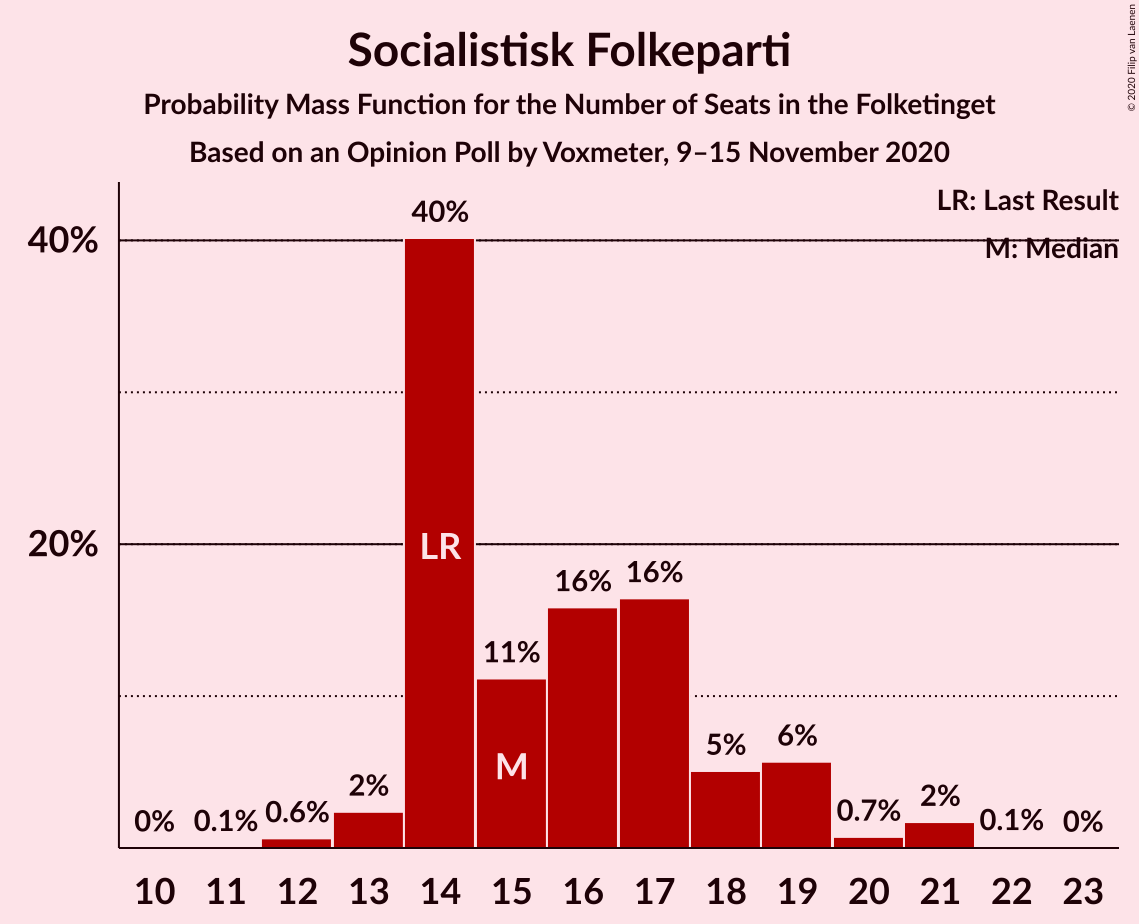 Socialistisk Folkeparti
Probability Mass Function for the Number of Seats in the Folketinget
Based on an Opinion Poll by Voxmeter, 9–15 November 2020
© 2020 Filip van Laenen
LR: Last Result
M: Median
40%
20%
0%
0.1%
0.6%
2%
40%
11%
16%
16%
5%
6%
0.7%
2%
0.1%
0%
LR
M
10 11 12 13 14 15 16 17 18 19 20 21 22 23